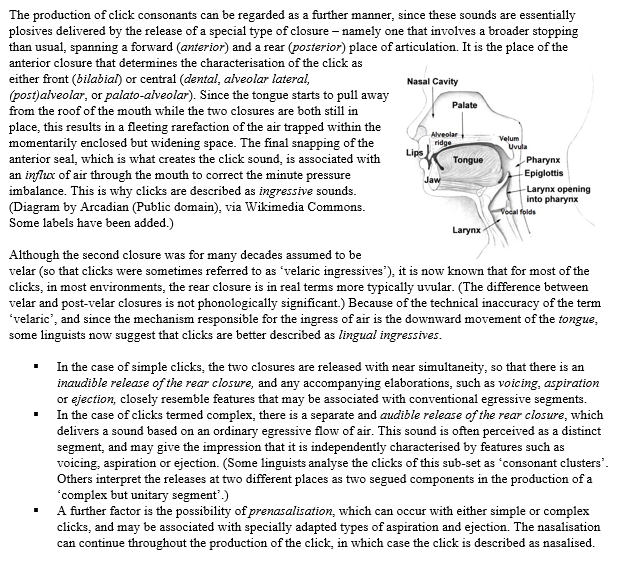 The production of click consonants can be regarded as a further manner, since these sounds are essentially
plosives delivered by the release of a special type of closure – namely one that involves a broader stopping
than usual, spanning a forward (anterior) and a rear (posterior) place of articulation. It is the place of the
anterior closure that determines the characterisation of the click as
either front (bilabial) or central (dental, alveolar lateral,
(post)alveolar, or palato-alveolar). Since the tongue starts to pull away
from the roof of the mouth while the two closures are both still in
place, this results in a fleeting rarefaction of the air trapped within the
momentarily enclosed but widening space. The final snapping of the
anterior seal, which is what creates the click sound, is associated with
an influx of air through the mouth to correct the minute pressure
imbalance. This is why clicks are described as ingressive sounds.
(Diagram by Arcadian (Public domain), via Wikimedia Commons.
Some labels have been added.)
Nasal Cavity
Palate
Alveolar
ridge
Velum
Uvula
Lips
Tongue
Pharynx
Epiglottis
Jaw
Larynx opening
into pharynx
Vocal folds
Larynx
Although the second closure was for many decades assumed to be
velar (so that clicks were sometimes referred to as ‘velaric ingressives’), it is now known that for most of the
clicks, in most environments, the rear closure is in real terms more typically uvular. (The difference between
velar and post-velar closures is not phonologically significant.) Because of the technical inaccuracy of the term
‘velaric’, and since the mechanism responsible for the ingress of air is the downward movement of the tongue,
some linguists now suggest that clicks are better described as lingual ingressives.
▪ In the case of simple clicks, the two closures are released with near simultaneity, so that there is an
inaudible release of the rear closure, and any accompanying elaborations, such as voicing, aspiration
or ejection, closely resemble features that may be associated with conventional egressive segments.
▪ In the case of clicks termed complex, there is a separate and audible release of the rear closure, which
delivers a sound based on an ordinary egressive flow of air. This sound is often perceived as a distinct
segment, and may give the impression that it is independently characterised by features such as
voicing, aspiration or ejection. (Some linguists analyse the clicks of this sub-set as ‘consonant clusters’.
Others interpret the releases at two different places as two segued components in the production of a
‘complex but unitary segment’.)
▪ A further factor is the possibility of prenasalisation, which can occur with either simple or complex
clicks, and may be associated with specially adapted types of aspiration and ejection. The nasalisation
can continue throughout the production of the click, in which case the click is described as nasalised.